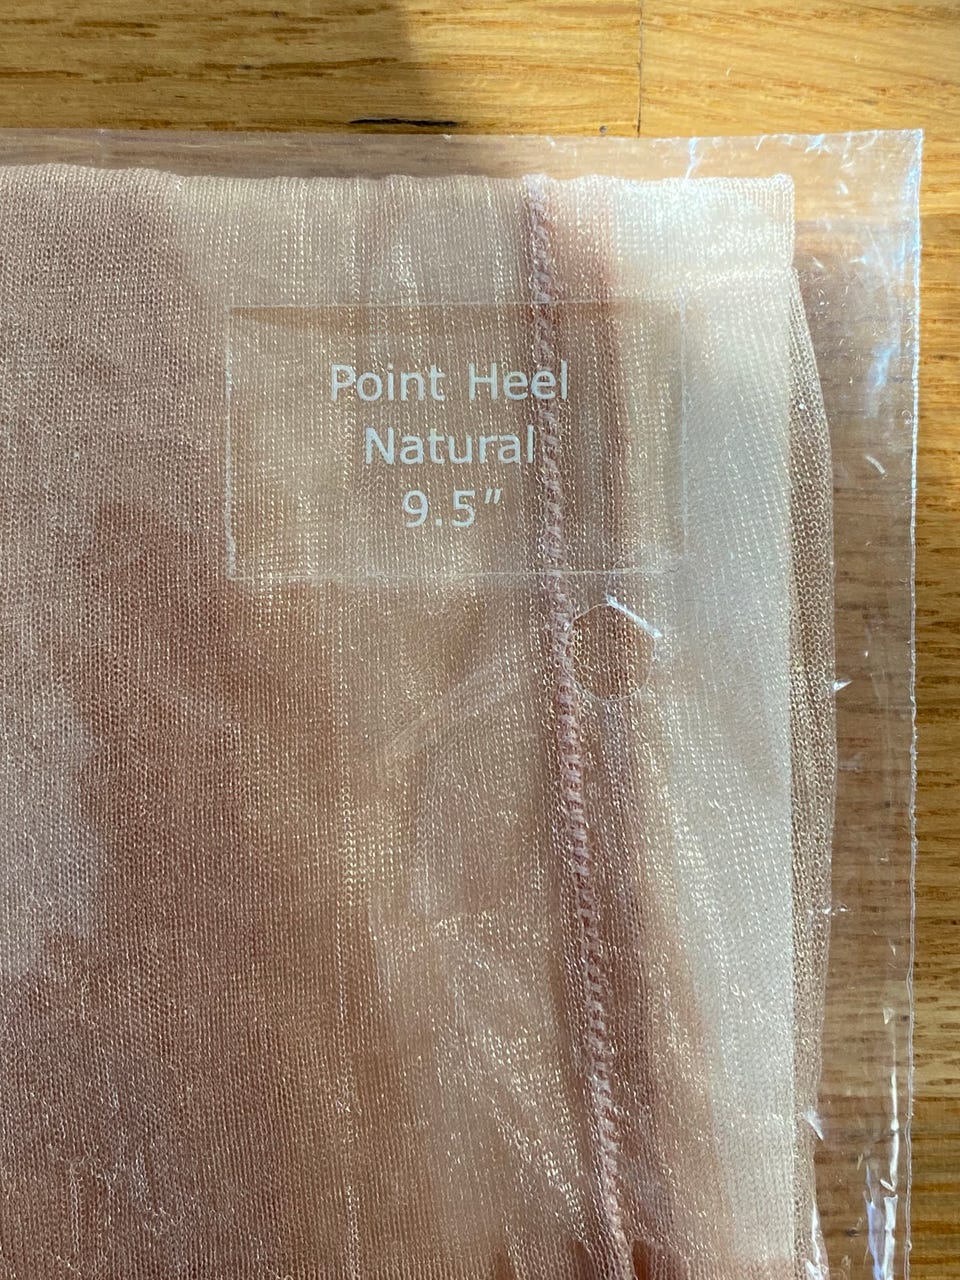 Point Heel
Natural
9.5"